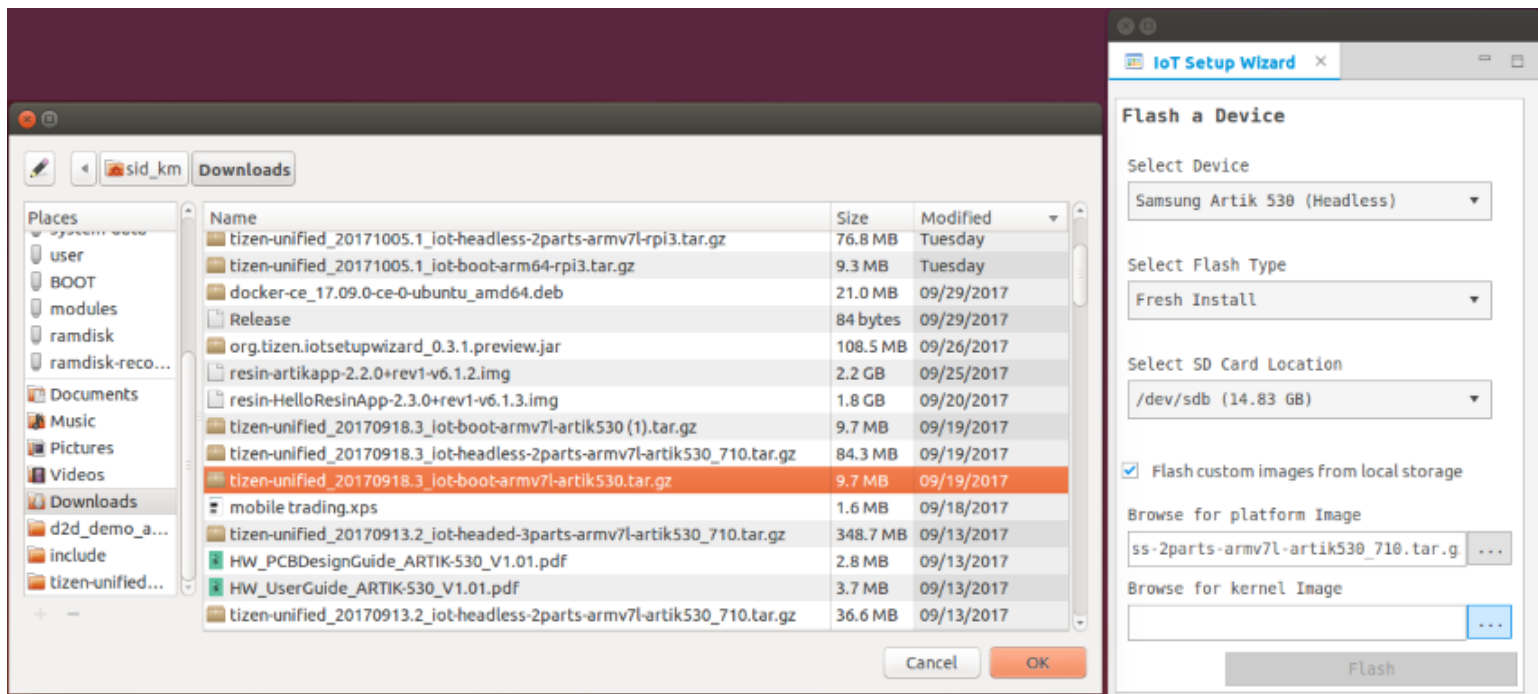 IoT Setup Wizard
sid_km Downloads
Places
user
BOOT
modules
ramdisk
ramdisk-reco...
Documents
Music
Pictures
Videos
Downloads
d2d_demo_a...
include
tizen-unified...
Name Size Modified
tizen-unified_20171005.1_iot-headless-2parts-armv7l-rpi3.tar.gz 76.8 MB Tuesday
tizen-unified_20171005.1_iot-boot-arm64-rpi3.tar.gz 9.3 MB Tuesday
docker-ce_17.09.0-ce-0-ubuntu_amd64.deb 21.0 MB 09/29/2017
Release 84 bytes 09/29/2017
org.tizen.iotsetupwizard_0.3.1.preview.jar 108.5 MB 09/26/2017
resin-artikapp-2.2.0+rev1-v6.1.2.img 2.2 GB 09/25/2017
resin-HelloResinApp-2.3.0+rev1-v6.1.3.img 1.8 GB 09/20/2017
tizen-unified_20170918.3_iot-boot-armv7l-artik530 (1).tar.gz 9.7 MB 09/19/2017
tizen-unified_20170918.3_iot-headless-2parts-armv7l-artik530_710.tar.gz 84.3 MB 09/19/2017
tizen-unified_20170918.3_iot-boot-armv7l-artik530.tar.gz 9.7 MB 09/19/2017
mobile trading.xps 1.6 MB 09/18/2017
tizen-unified_20170913.2_iot-headed-3parts-armv7l-artik530_710.tar.gz 348.7 MB 09/13/2017
HW_PCBDesignGuide_ARTIK-530_V1.01.pdf 2.8 MB 09/13/2017
HW_UserGuide_ARTIK-530_V1.01.pdf 3.7 MB 09/13/2017
tizen-unified_20170913.2_iot-headless-2parts-armv7l-artik530_710.tar.gz 36.6 MB 09/13/2017
Cancel OK
Flash a Device
Select Device
Samsung Artik 530 (Headless)
Select Flash Type
Fresh Install
Select SD Card Location
/dev/sdb (14.83 GB)
Flash custom images from local storage
Browse for platform Image
ss-2parts-armv7l-artik530_710.tar.g ...
Browse for kernel Image
...
Flash